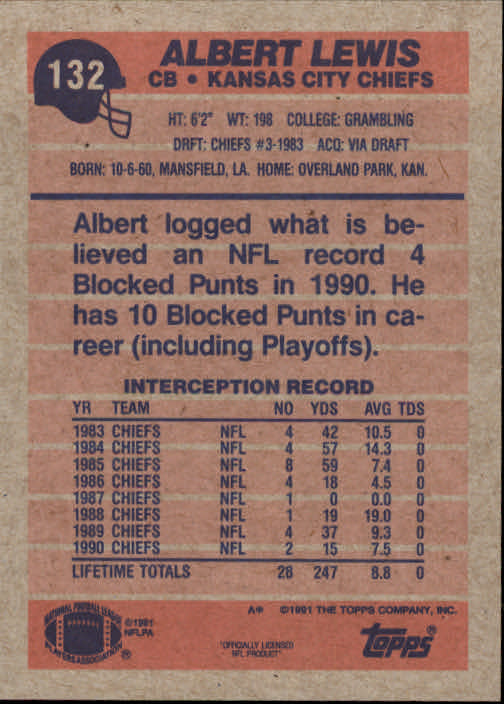 132
ALBERT LEWIS
CB • KANSAS CITY CHIEFS
HT: 6'2" WT: 198 COLLEGE: GRAMBLING
DRFT: CHIEFS #3-1983 ACQ: VIA DRAFT
BORN: 10-6-60, MANSFIELD, LA. HOME: OVERLAND PARK, KAN.
Albert logged what is be-
lieved an NFL record 4
Blocked Punts in 1990. He
has 10 Blocked Punts in ca-
reer (including Playoffs).
INTERCEPTION RECORD
YR TEAM NO YDS AVG TDS
1983 CHIEFS NFL 4 42 10.5 0
1984 CHIEFS NFL 4 57 14.3 0
1985 CHIEFS NFL 8 59 7.4 0
1986 CHIEFS NFL 4 18 4.5 0
1987 CHIEFS NFL 1 0 0.0 0
1988 CHIEFS NFL 1 19 19.0 0
1989 CHIEFS NFL 4 37 9.3 0
1990 CHIEFS NFL 2 15 7.5 0
LIFETIME TOTALS 28 247 8.8 0
A* ©1991 THE TOPPS COMPANY, INC.
NATIONAL FOOTBALL LEAGUE
PLAYERS ASSOCIATION ®
©1991
NFLPA
"OFFICIALLY LICENSED
NFL PRODUCT"
topps ®